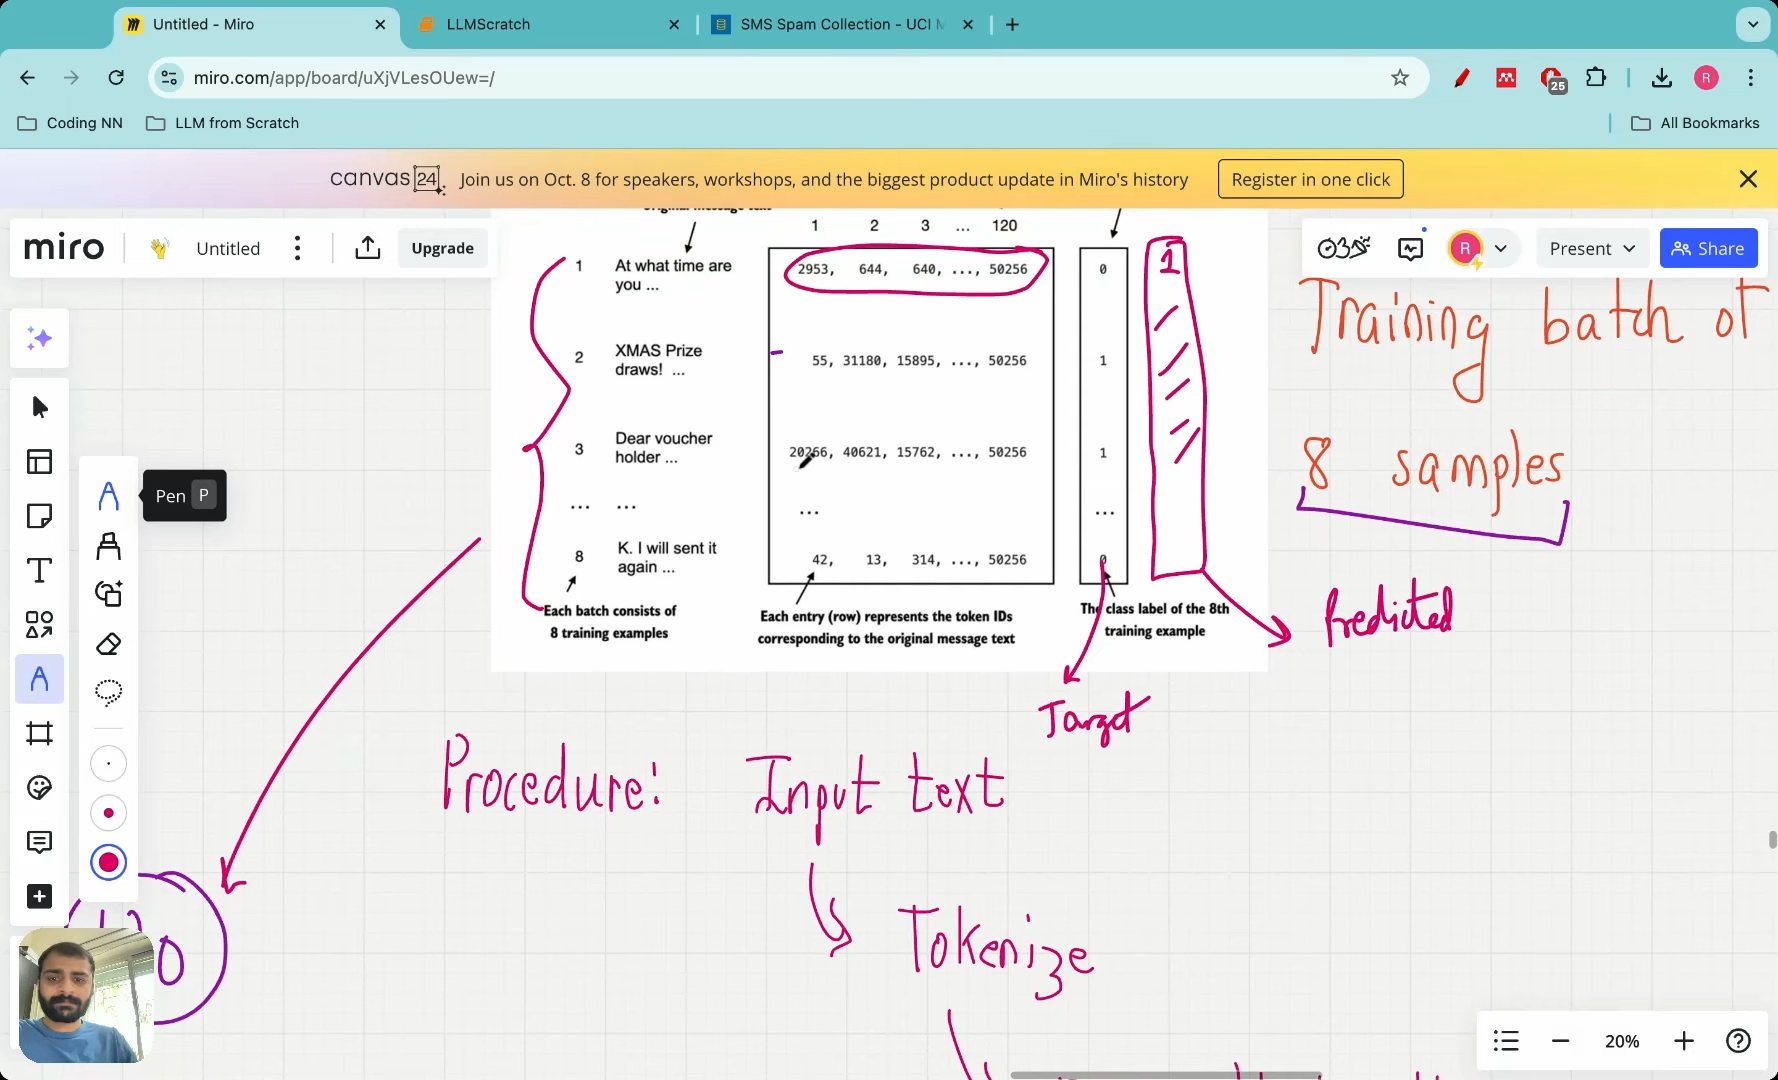 Untitled - Miro
LLMScratch
SMS Spam Collection - UCI M
miro.com/app/board/uXjVLesOUew=/
25
R
Coding NN
LLM from Scratch
All Bookmarks
canvas 24
Join us on Oct. 8 for speakers, workshops, and the biggest product update in Miro's history
Register in one click
miro
Untitled
Upgrade
R
Present
Share
Original message text
1 2 3 ... 120
1 At what time are you ... 2953, 644, 640, ..., 50256 0 1
2 XMAS Prize draws! ... 55, 31180, 15895, ..., 50256 1
3 Dear voucher holder ... 20266, 40621, 15762, ..., 50256 1
... ... ... ...
8 K. I will sent it again ... 42, 13, 314, ..., 50256 0
Each batch consists of
8 training examples
Each entry (row) represents the token IDs
corresponding to the original message text
The class label of the 8th
training example
Training batch of
8 samples
Predicted
Target
Pen P
Procedure: Input text
Tokenize
20%